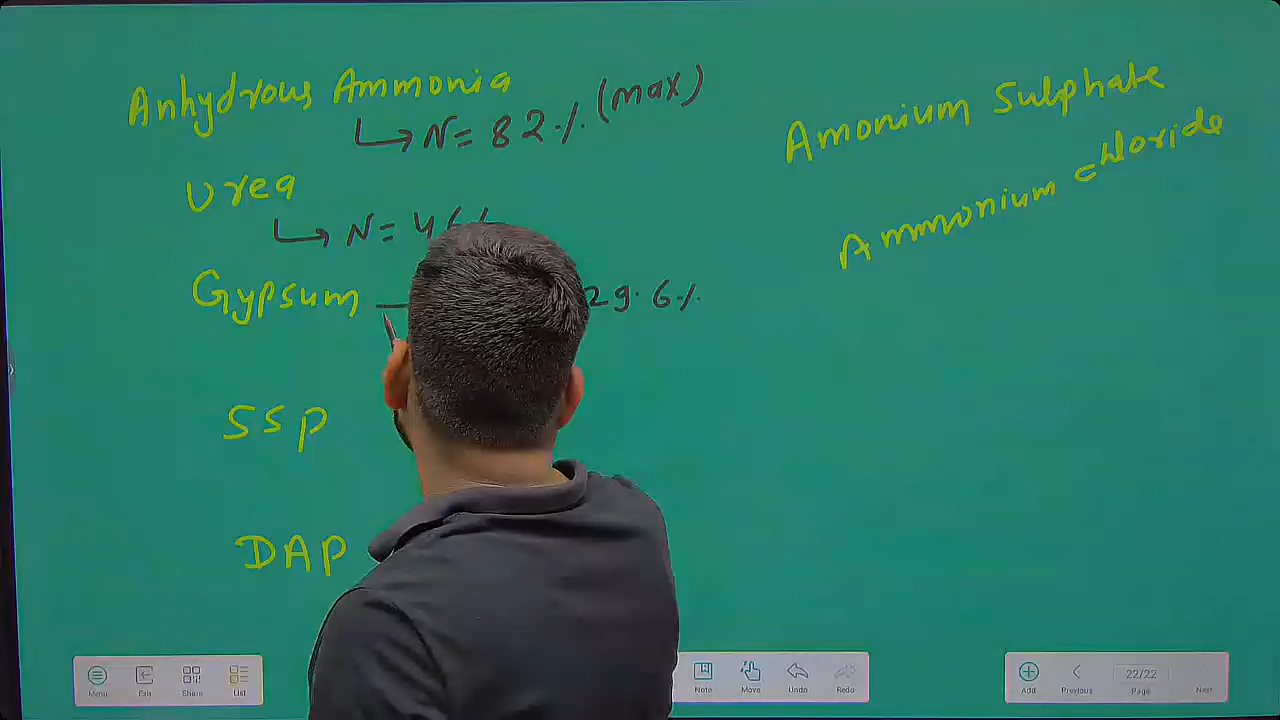 Anhydrous Ammonia
N= 82% (max)
Urea
N= 46%
Gypsum 29.6%
SSP
DAP
Amonium Sulphate
Ammonium chloride
Menu
Exit
Share
List
Note
Move
Undo
Redo
Add
Previous
22/22
Page
Next